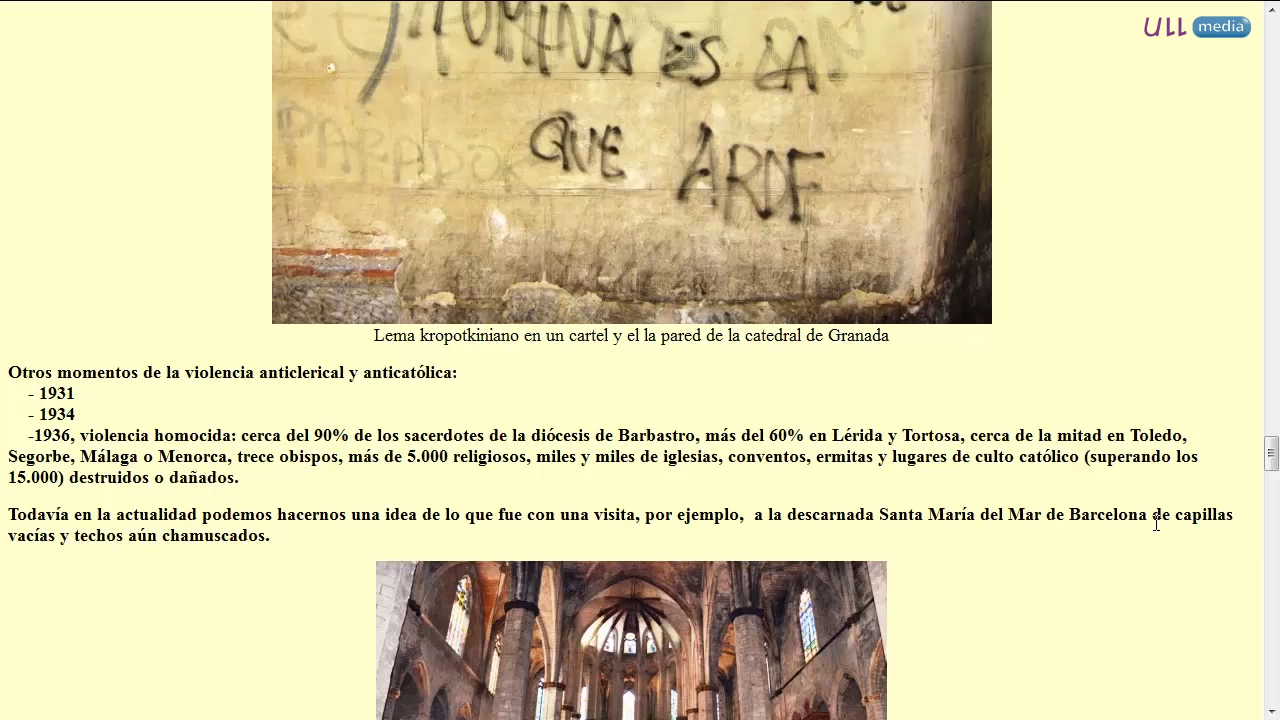 ULL media
ILUMINA ES LA
QUE ARDE
PARADOR
Lema kropotkiniano en un cartel y el la pared de la catedral de Granada
Otros momentos de la violencia anticlerical y anticatólica:
- 1931
- 1934
-1936, violencia homocida: cerca del 90% de los sacerdotes de la diócesis de Barbastro, más del 60% en Lérida y Tortosa, cerca de la mitad en Toledo,
Segorbe, Málaga o Menorca, trece obispos, más de 5.000 religiosos, miles y miles de iglesias, conventos, ermitas y lugares de culto católico (superando los
15.000) destruidos o dañados.
Todavía en la actualidad podemos hacernos una idea de lo que fue con una visita, por ejemplo, a la descarnada Santa María del Mar de Barcelona de capillas
vacías y techos aún chamuscados.